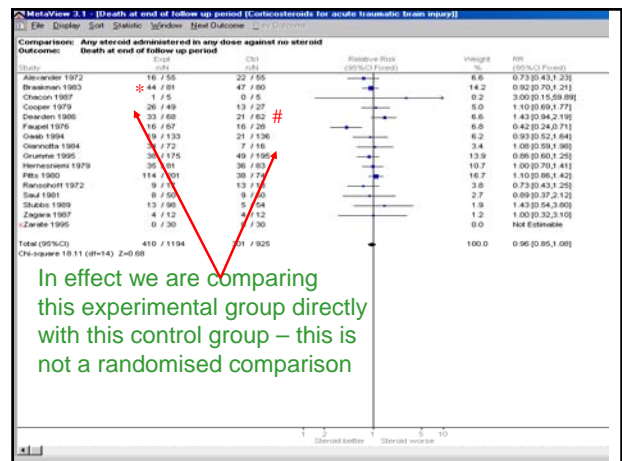 MetaView 3.1 - [Death at end of follow up period (Corticosteroids for acute traumatic brain injury)]
File Display Sort Statistic Window Next Outcome
Comparison: Any steroid administered in any dose against no steroid
Outcome: Death at end of follow up period
Expt Ctrl Relative Risk Weight RR
Study n/N n/N (95%CI Fixed) % (95%CI Fixed)
Alexander 1972 16 / 55 22 / 55 6.6 0.73 [0.43,1.23]
Braakman 1983 * 44 / 81 47 / 80 14.2 0.92 [0.70,1.21]
Chacon 1987 1 / 5 0 / 5 0.2 3.00 [0.15,59.89]
Cooper 1979 26 / 49 13 / 27 5.0 1.10 [0.69,1.77]
Dearden 1986 33 / 68 21 / 62 # 6.6 1.43 [0.94,2.19]
Faupel 1976 16 / 67 16 / 28 6.8 0.42 [0.24,0.71]
Gaab 1994 19 / 133 21 / 136 6.2 0.93 [0.52,1.64]
Giannotta 1984 / 72 7 / 16 3.4 1.08 [0.59,1.98]
Grumme 1995 38 / 175 49 / 195 13.9 0.86 [0.60,1.25]
Hernesniemi 1979 35 / 81 36 / 83 10.7 1.00 [0.70,1.41]
Pitts 1980 114 / 201 38 / 74 16.7 1.10 [0.86,1.42]
Ransohoff 1972 9 / 13 / 3.8 0.73 [0.43,1.25]
Saul 1981 8 / 50 9 / 50 2.7 0.89 [0.37,2.12]
Stubbs 1989 13 / 98 5 / 54 1.9 1.43 [0.54,3.80]
Zagara 1987 4 / 12 4 / 12 1.2 1.00 [0.32,3.10]
xZarate 1995 0 / 30 / 30 0.0 Not Estimable
Total (95%CI) 410 / 1194 / 925 100.0 0.96 [0.85,1.08]
Chi-square 18.11 (df=14) Z=0.68
In effect we are comparing
this experimental group directly
with this control group – this is
not a randomised comparison
.1 .2 1 5 10
Steroid better Steroid worse